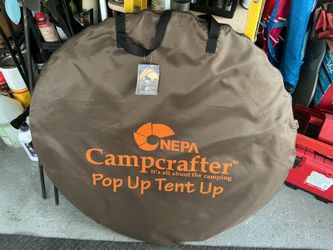 NEPA
Campcrafter™
It's all about the camping
Pop Up Tent Up